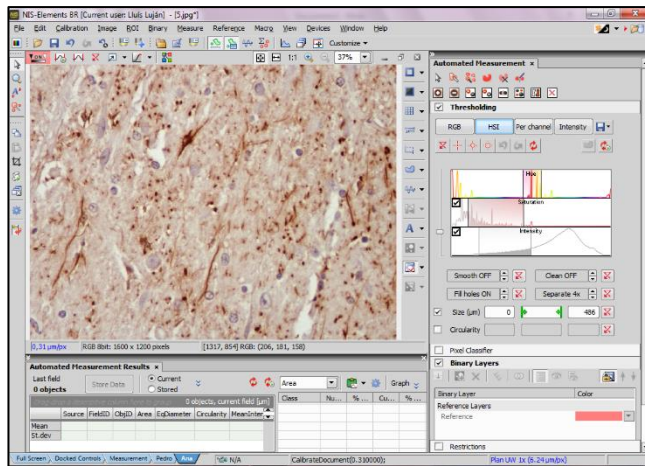 NIS-Elements BR [Current user: Lluís Luján] - [5.jpg*]
File Edit Calibration Image ROI Binary Measure Reference Macro View Devices Window Help
Customize
1:1 37%
Automated Measurement ×
Thresholding
RGB HSI Per channel Intensity
Hue
Saturation
Intensity
Smooth OFF Clean OFF
Fill holes ON Separate 4x
Size [µm] 0 486
Circularity
Pixel Classifier
Binary Layers
Binary Layer Color
Reference Layers
Reference
Restrictions
0,31 µm/px RGB 8bit: 1600 x 1200 pixels [1317, 854] RGB: (206, 181, 158)
Automated Measurement Results ×
Last field
0 objects
Store Data
Current
Stored
Area
Graph
0 objects, current field [µm]
Source FieldID ObjID Area EqDiameter Circularity MeanInter
Mean
St.dev
Class Nu... % ... Cu... % ...
Full Screen Docked Controls Measurement Pedro Ana
N/A
CalibrateDocument(0.310000);
Plan UW 1x (6.24 µm/px)